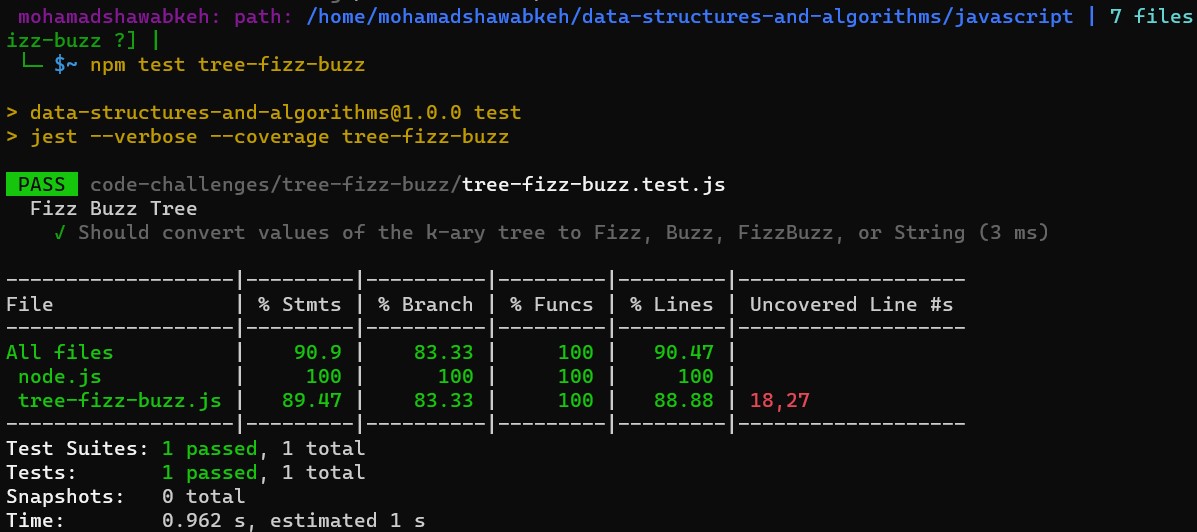 mohamadshawabkeh: path: /home/mohamadshawabkeh/data-structures-and-algorithms/javascript | 7 files
izz-buzz ?] |
└─ $~ npm test tree-fizz-buzz
> data-structures-and-algorithms@1.0.0 test
> jest --verbose --coverage tree-fizz-buzz
PASS code-challenges/tree-fizz-buzz/tree-fizz-buzz.test.js
Fizz Buzz Tree
√ Should convert values of the k-ary tree to Fizz, Buzz, FizzBuzz, or String (3 ms)
-------------------|---------|----------|---------|---------|-------------------
File               | % Stmts | % Branch | % Funcs | % Lines | Uncovered Line #s
-------------------|---------|----------|---------|---------|-------------------
All files          |    90.9 |    83.33 |     100 |   90.47 |
 node.js           |     100 |      100 |     100 |     100 |
 tree-fizz-buzz.js |   89.47 |    83.33 |     100 |   88.88 | 18,27
-------------------|---------|----------|---------|---------|-------------------
Test Suites: 1 passed, 1 total
Tests:       1 passed, 1 total
Snapshots:   0 total
Time:        0.962 s, estimated 1 s